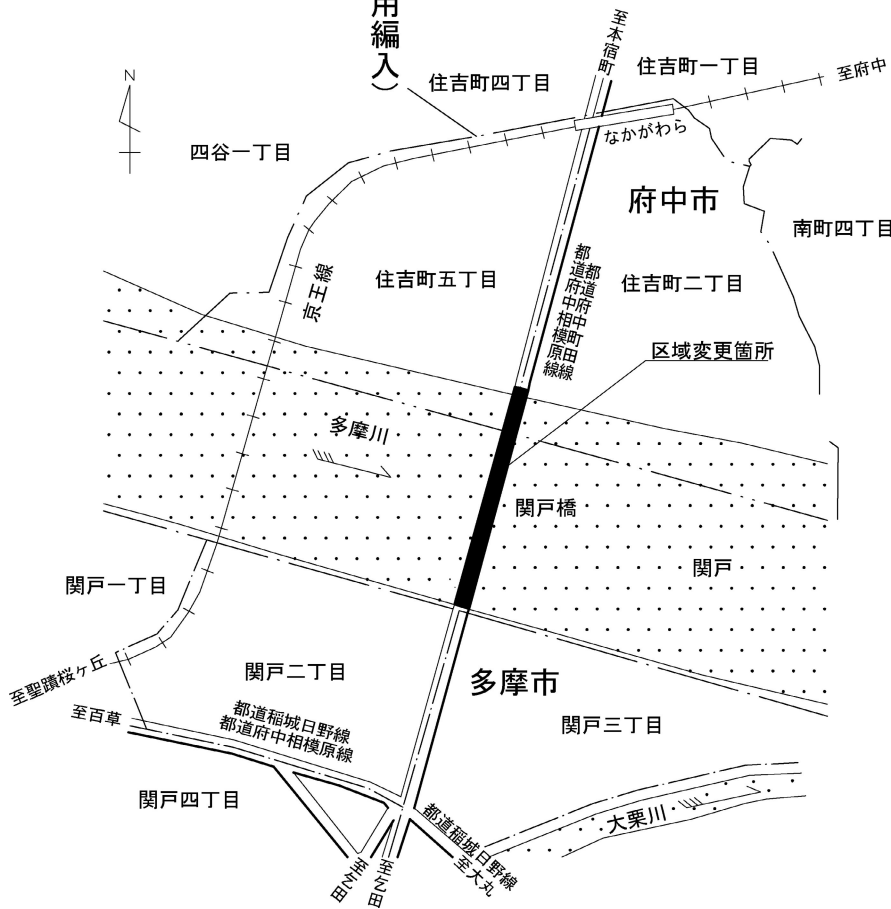 用編入）
至本宿町
住吉町四丁目
住吉町一丁目
至府中
N
四谷一丁目
なかがわら
府中市
南町四丁目
京王線
住吉町五丁目
都道府中町田線
都道府中相模原線
住吉町二丁目
区域変更箇所
多摩川
関戸橋
関戸
関戸一丁目
至聖蹟桜ヶ丘
関戸二丁目
多摩市
至百草
都道稲城日野線
都道府中相模原線
関戸三丁目
関戸四丁目
大栗川
都道稲城日野線
至大丸
至乞田
至乞田